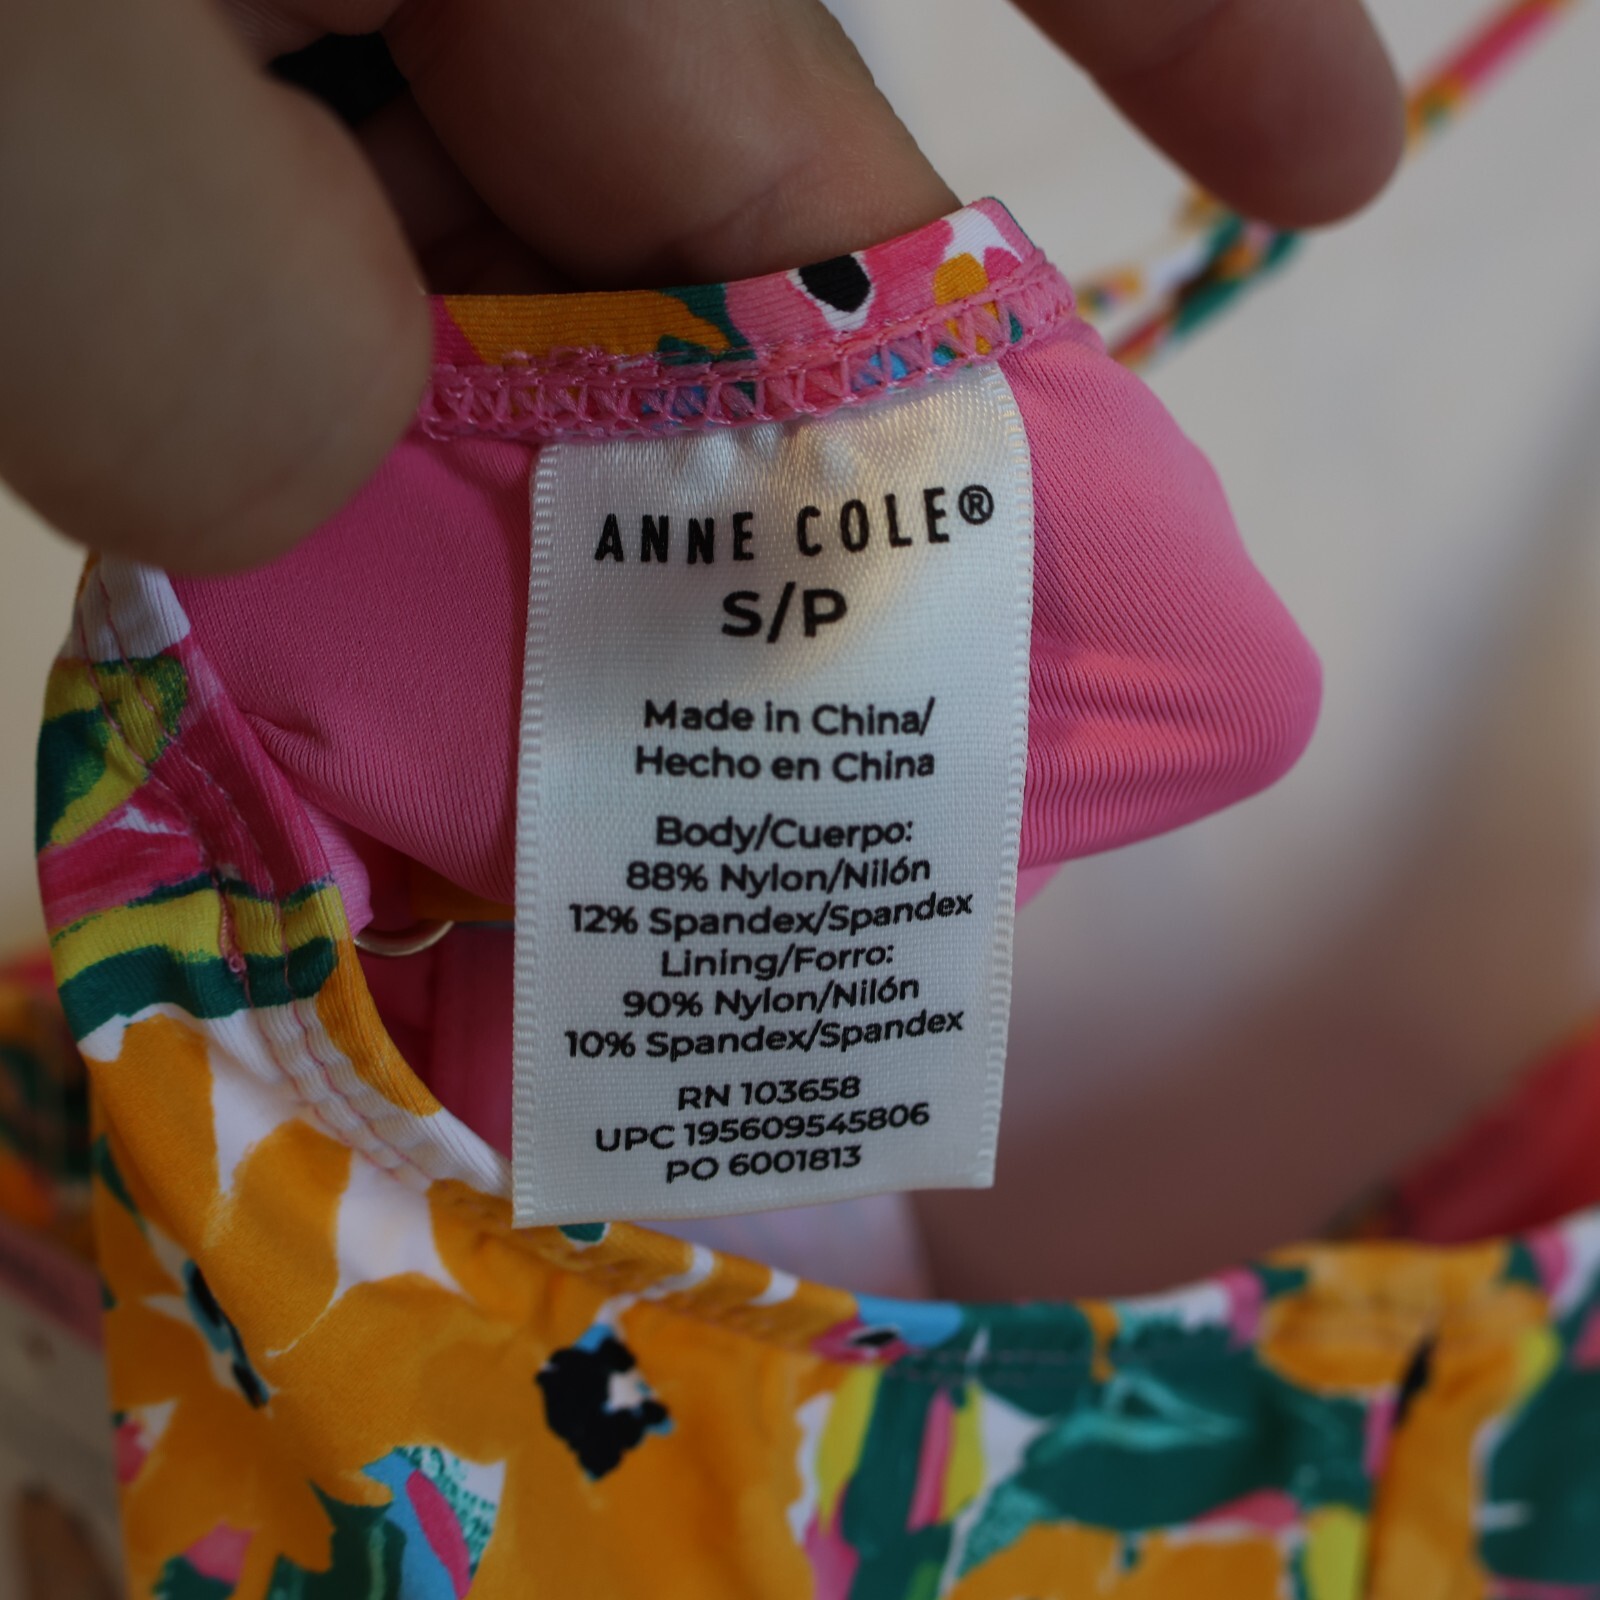 ANNE COLE®
S/P
Made in China/
Hecho en China
Body/Cuerpo:
88% Nylon/Nilón
12% Spandex/Spandex
Lining/Forro:
90% Nylon/Nilón
10% Spandex/Spandex
RN 103658
UPC 195609545806
PO 6001813